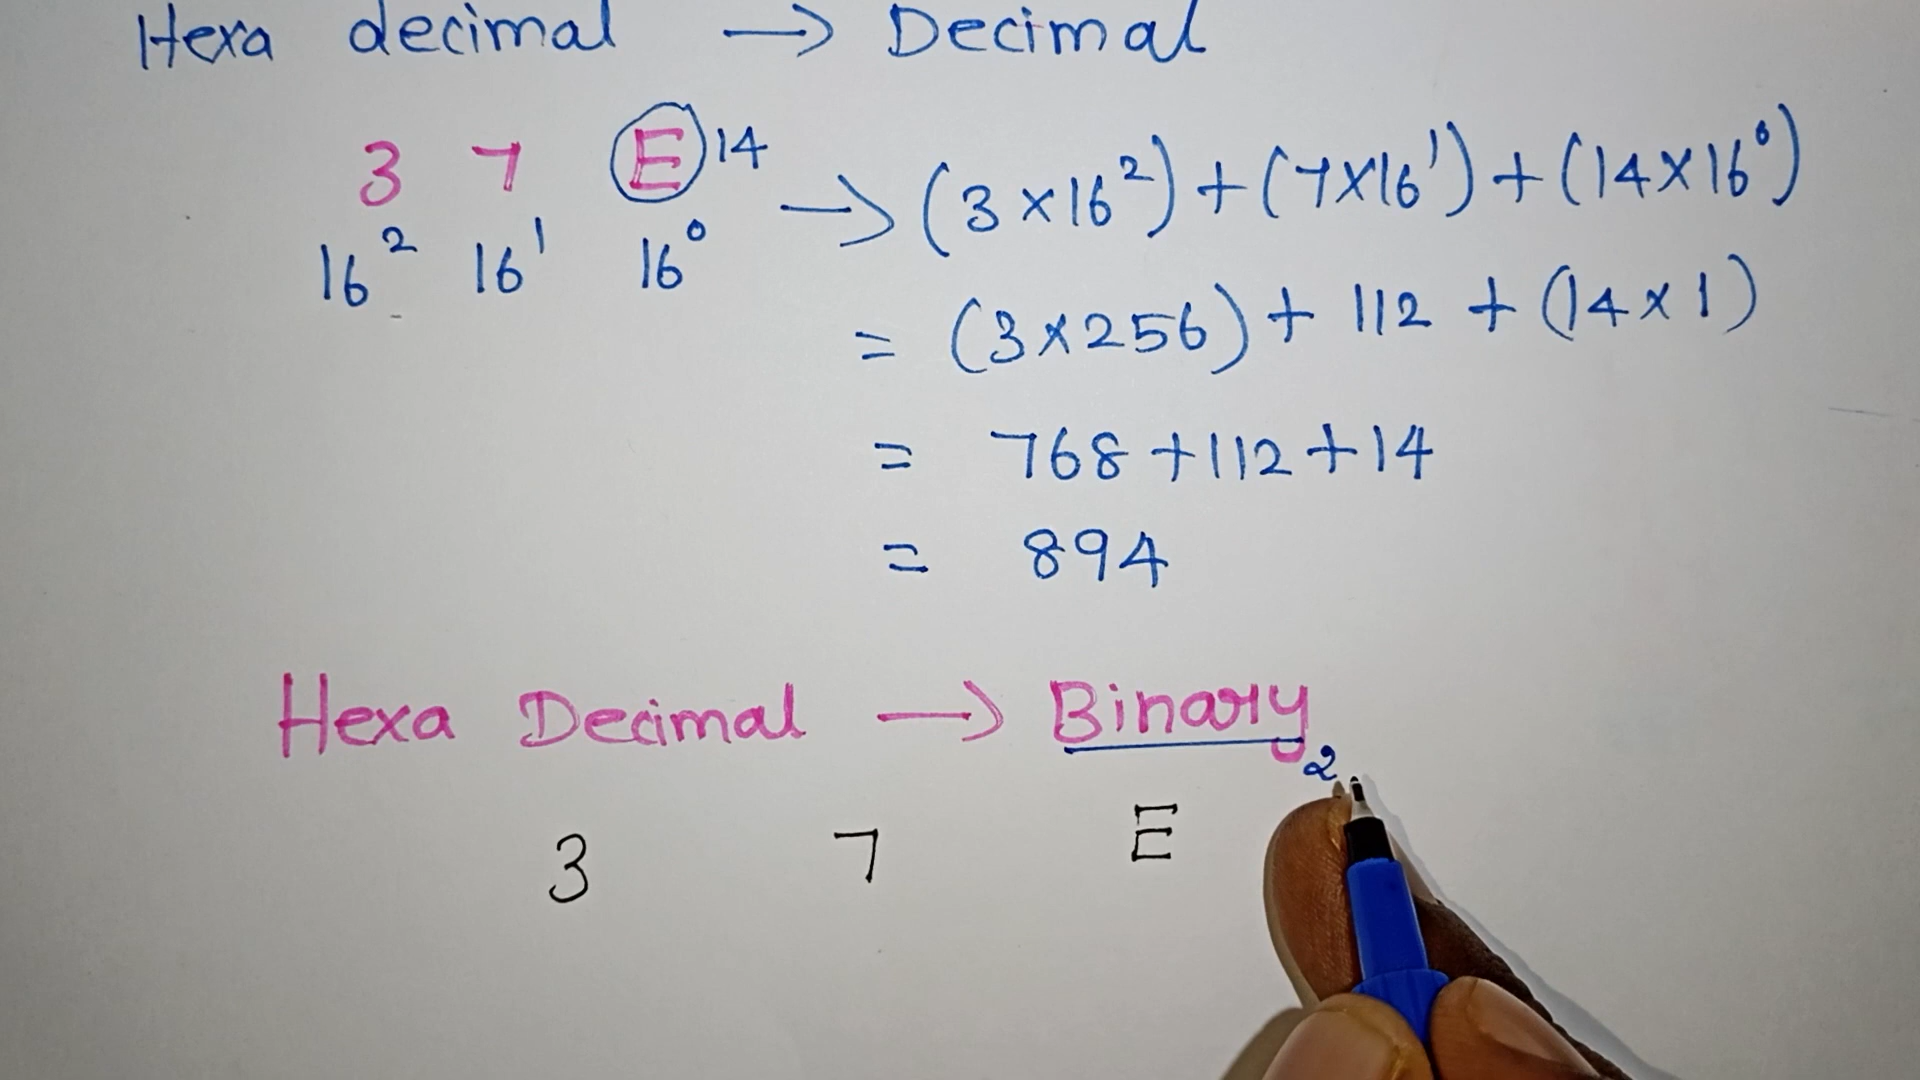 Hexa decimal → Decimal
3 7 E 14 → (3×16²)+(7×16¹)+(14×16⁰)
16² 16¹ 16⁰
= (3×256)+ 112 + (14×1)
= 768+112+14
= 894
Hexa Decimal → Binary
2
3 7 E